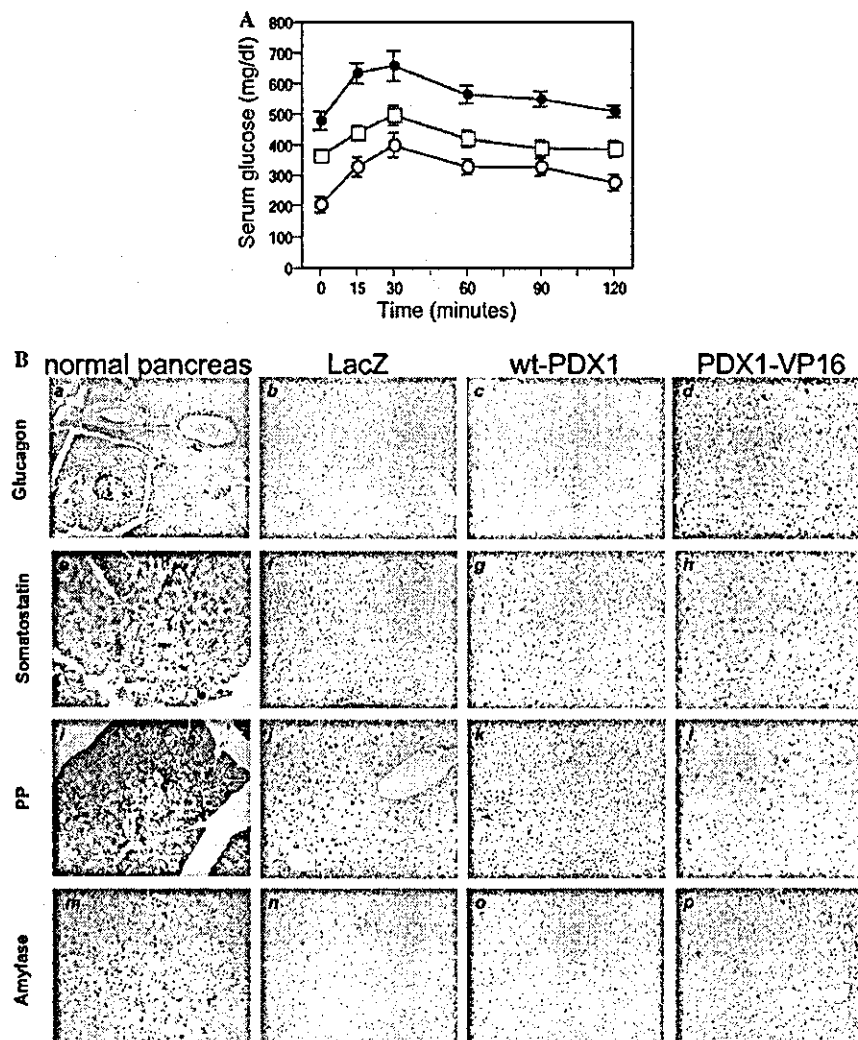 A
800
700
600
500
400
300
200
100
0
Serum glucose (mg/dl)
0 15 30 60 90 120
Time (minutes)
B normal pancreas LacZ wt-PDX1 PDX1-VP16
Glucagon
a b c d
Somatostatin
e f g h
PP
i j k l
Amylase
m n o p